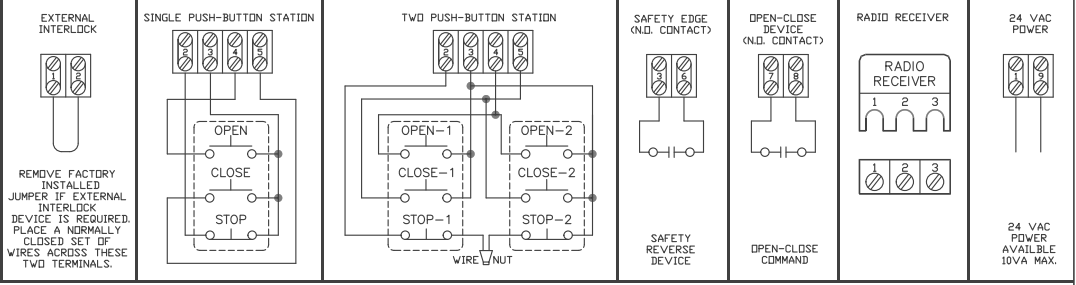 EXTERNAL
INTERLOCK
1 2
REMOVE FACTORY
INSTALLED
JUMPER IF EXTERNAL
INTERLOCK
DEVICE IS REQUIRED.
PLACE A NORMALLY
CLOSED SET OF
WIRES ACROSS THESE
TWO TERMINALS.
SINGLE PUSH-BUTTON STATION
2 3 4 5
OPEN
CLOSE
STOP
TWO PUSH-BUTTON STATION
2 3 4 5
OPEN-1 OPEN-2
CLOSE-1 CLOSE-2
STOP-1 STOP-2
WIRE NUT
SAFETY EDGE
(N.O. CONTACT)
3 6
SAFETY
REVERSE
DEVICE
OPEN-CLOSE
DEVICE
(N.O. CONTACT)
7 8
OPEN-CLOSE
COMMAND
RADIO RECEIVER
RADIO
RECEIVER
1 2 3
1 2 3
24 VAC
POWER
1 9
24 VAC
POWER
AVAILBLE
10VA MAX.